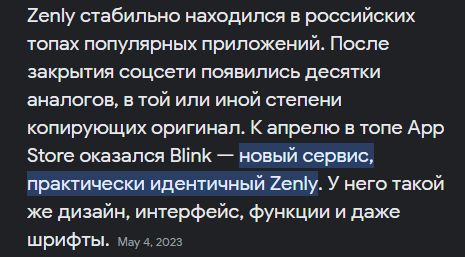 Zenly стабильно находился в российских
топах популярных приложений. После
закрытия соцсети появились десятки
аналогов, в той или иной степени
копирующих оригинал. К апрелю в топе App
Store оказался Blink — новый сервис,
практически идентичный Zenly. У него такой
же дизайн, интерфейс, функции и даже
шрифты. May 4, 2023